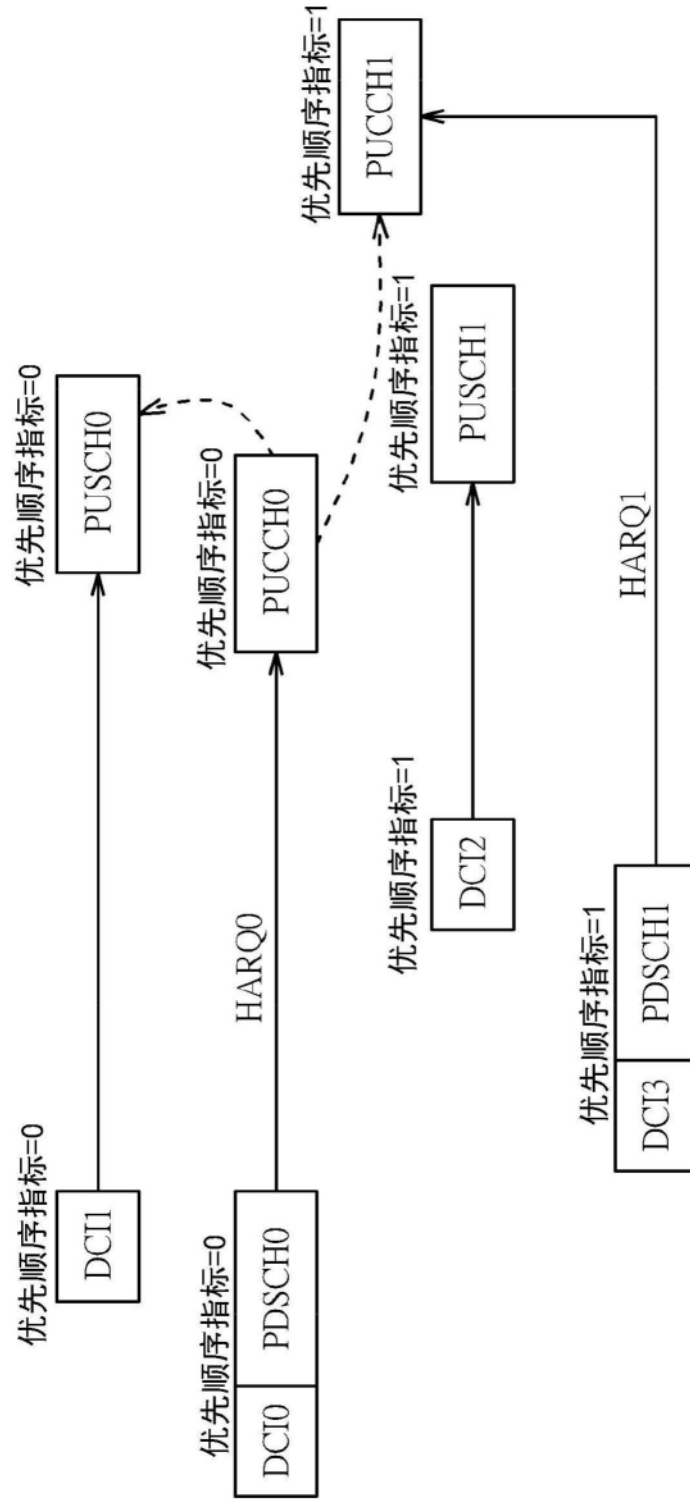 优先顺序指标=0
DCI1
优先顺序指标=0
PUSCH0
优先顺序指标=0
DCI0
PDSCH0
HARQ0
优先顺序指标=0
PUCCH0
优先顺序指标=1
PUCCH1
优先顺序指标=1
DCI2
优先顺序指标=1
PUSCH1
优先顺序指标=1
DCI3
PDSCH1
HARQ1